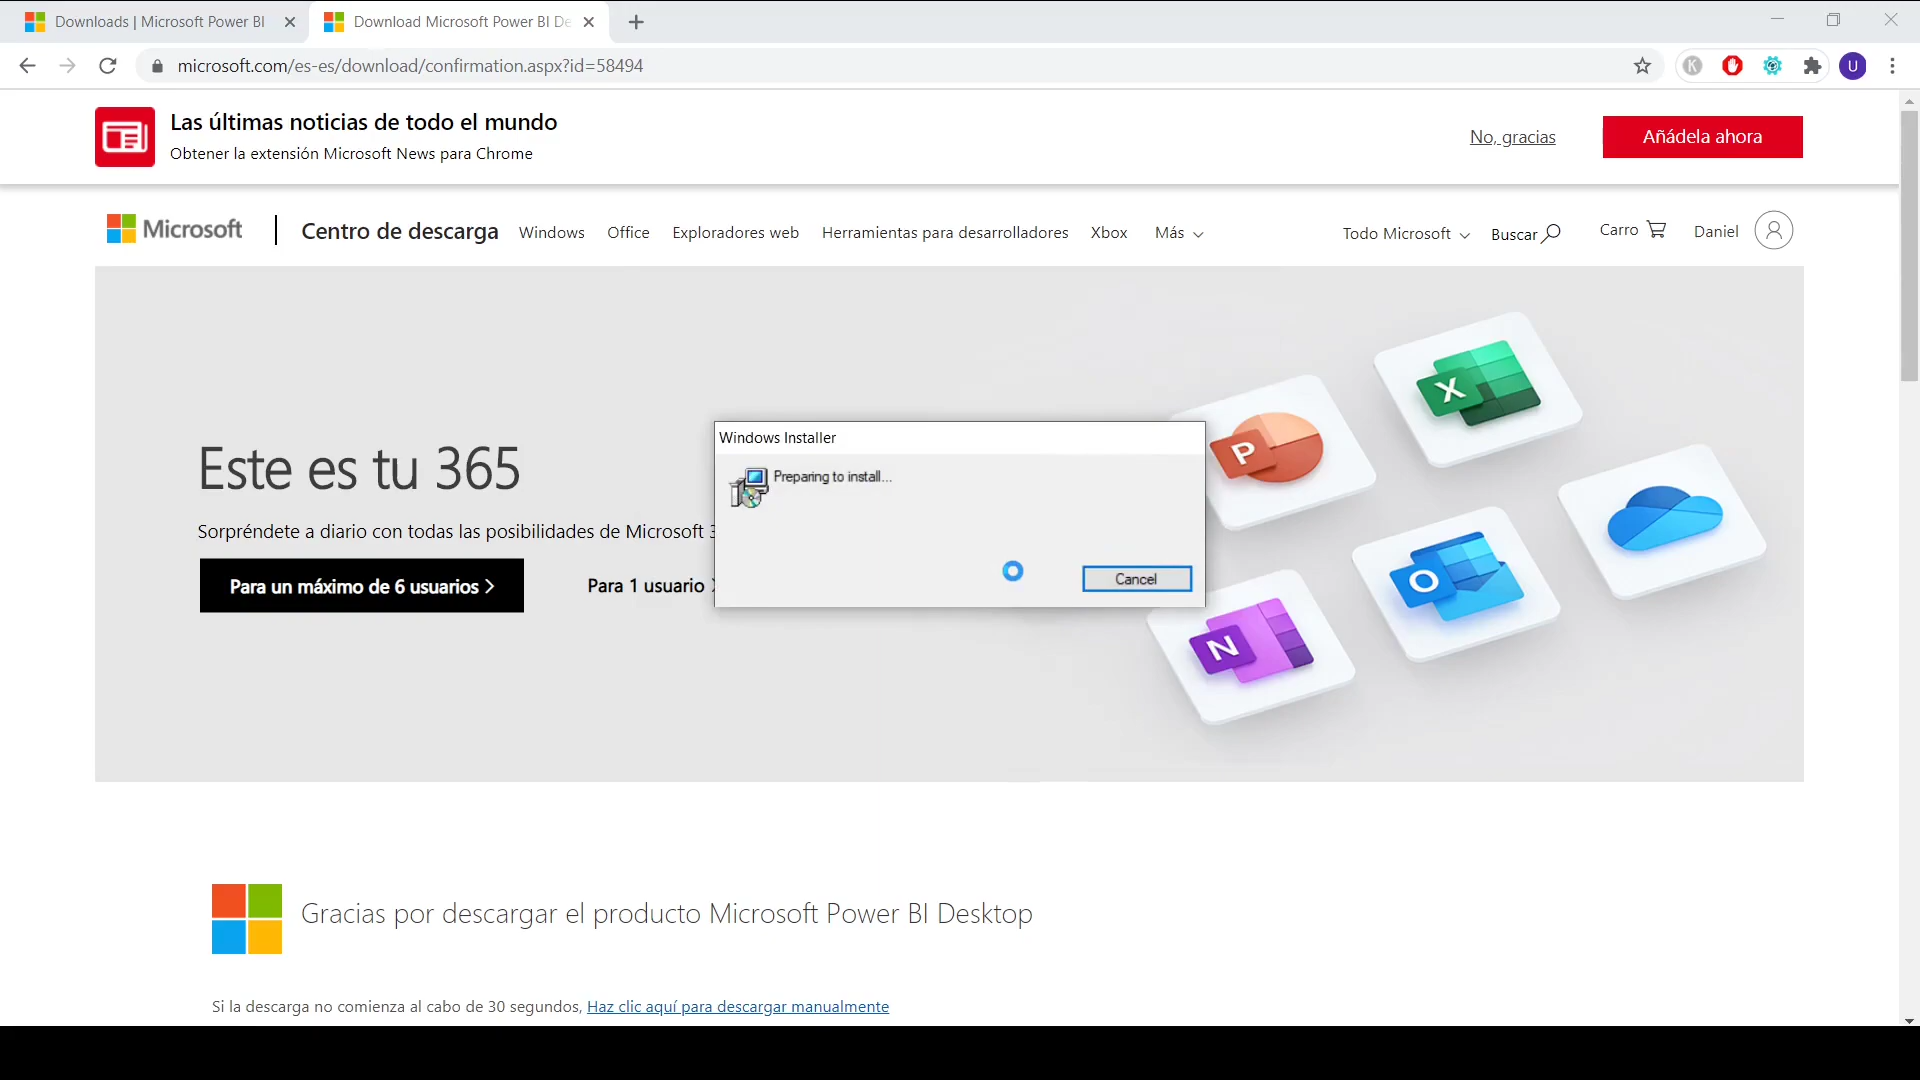 Downloads | Microsoft Power BI
Download Microsoft Power BI De
microsoft.com/es-es/download/confirmation.aspx?id=58494
K
U
Las últimas noticias de todo el mundo
Obtener la extensión Microsoft News para Chrome
No, gracias
Añádela ahora
Microsoft
Centro de descarga
Windows
Office
Exploradores web
Herramientas para desarrolladores
Xbox
Más
Todo Microsoft
Buscar
Carro
Daniel
Este es tu 365
Sorpréndete a diario con todas las posibilidades de Microsoft 3
Para un máximo de 6 usuarios
Para 1 usuario
Windows Installer
Preparing to install...
Cancel
X
P
O
N
Gracias por descargar el producto Microsoft Power BI Desktop
Si la descarga no comienza al cabo de 30 segundos, Haz clic aquí para descargar manualmente